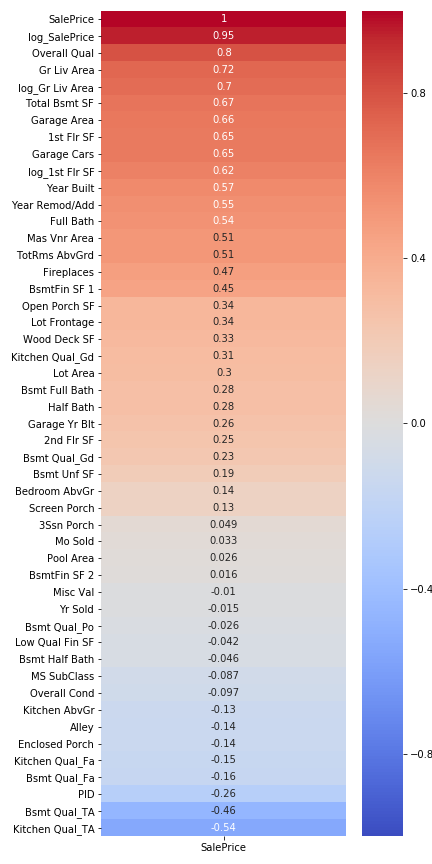 SalePrice 1
log_SalePrice 0.95
Overall Qual 0.8
0.8
Gr Liv Area 0.72
log_Gr Liv Area 0.7
Total Bsmt SF 0.67
Garage Area 0.66
1st Flr SF 0.65
Garage Cars 0.65
log_1st Flr SF 0.62
Year Built 0.57
Year Remod/Add 0.55
Full Bath 0.54
Mas Vnr Area 0.51
TotRms AbvGrd 0.51
0.4
Fireplaces 0.47
BsmtFin SF 1 0.45
Open Porch SF 0.34
Lot Frontage 0.34
Wood Deck SF 0.33
Kitchen Qual_Gd 0.31
Lot Area 0.3
Bsmt Full Bath 0.28
Half Bath 0.28
Garage Yr Blt 0.26
0.0
2nd Flr SF 0.25
Bsmt Qual_Gd 0.23
Bsmt Unf SF 0.19
Bedroom AbvGr 0.14
Screen Porch 0.13
3Ssn Porch 0.049
Mo Sold 0.033
Pool Area 0.026
BsmtFin SF 2 0.016
Misc Val -0.01
-0.4
Yr Sold -0.015
Bsmt Qual_Po -0.026
Low Qual Fin SF -0.042
Bsmt Half Bath -0.046
MS SubClass -0.087
Overall Cond -0.097
Kitchen AbvGr -0.13
Alley -0.14
Enclosed Porch -0.14
-0.8
Kitchen Qual_Fa -0.15
Bsmt Qual_Fa -0.16
PID -0.26
Bsmt Qual_TA -0.46
Kitchen Qual_TA -0.54
SalePrice